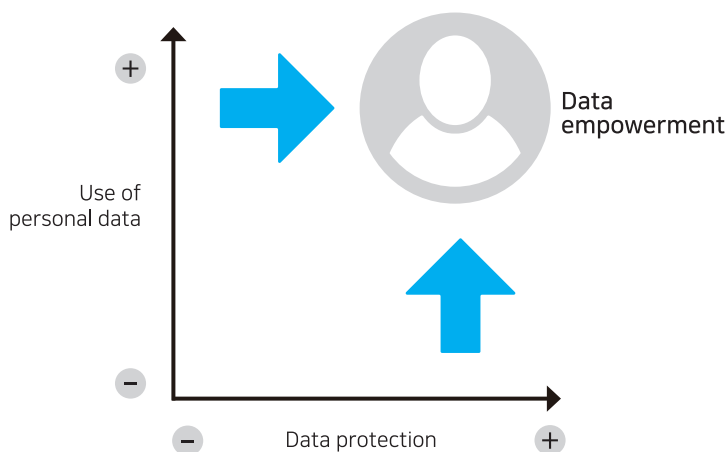 +
Data
empowerment
Use of
personal data
−
− Data protection +